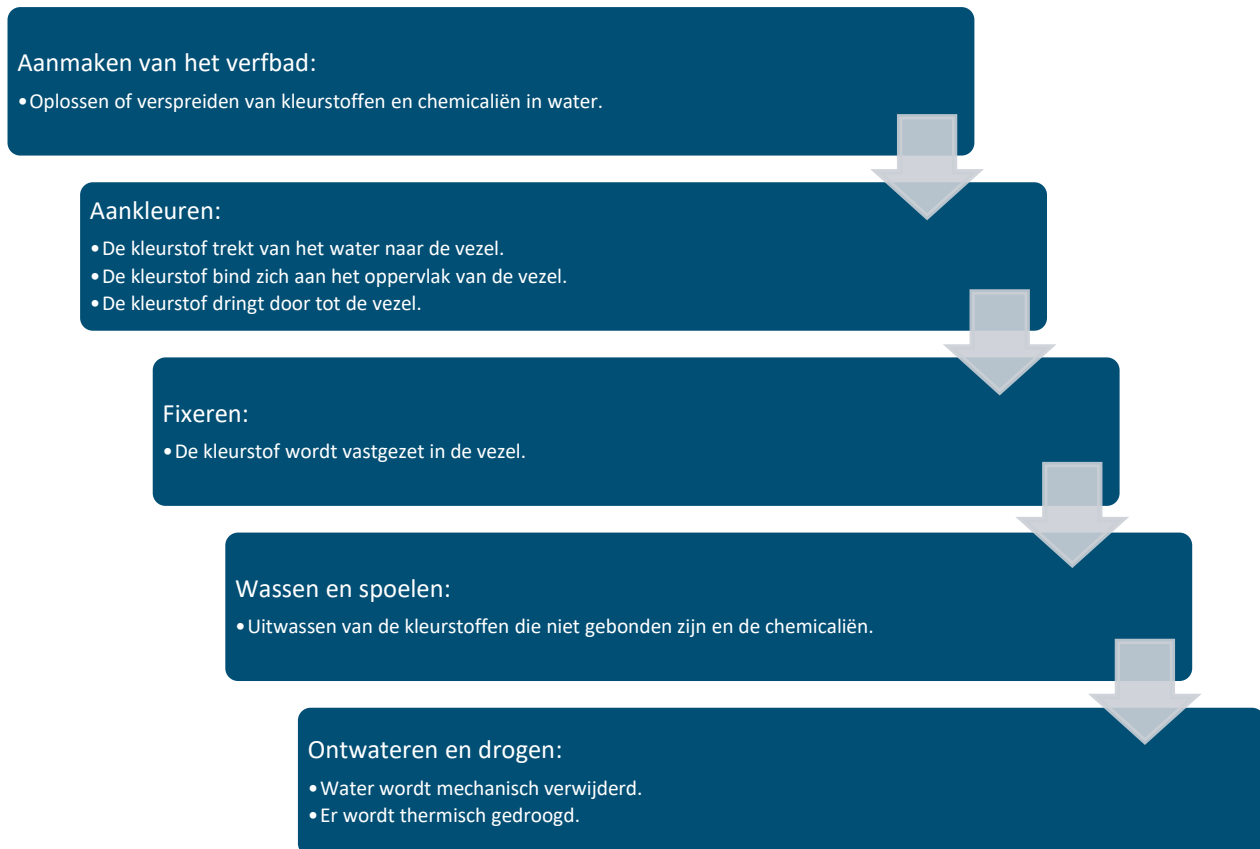 Aanmaken van het verfbad:
•Oplossen of verspreiden van kleurstoffen en chemicaliën in water.
Aankleuren:
•De kleurstof trekt van het water naar de vezel.
•De kleurstof bind zich aan het oppervlak van de vezel.
•De kleurstof dringt door tot de vezel.
Fixeren:
•De kleurstof wordt vastgezet in de vezel.
Wassen en spoelen:
•Uitwassen van de kleurstoffen die niet gebonden zijn en de chemicaliën.
Ontwateren en drogen:
•Water wordt mechanisch verwijderd.
•Er wordt thermisch gedroogd.